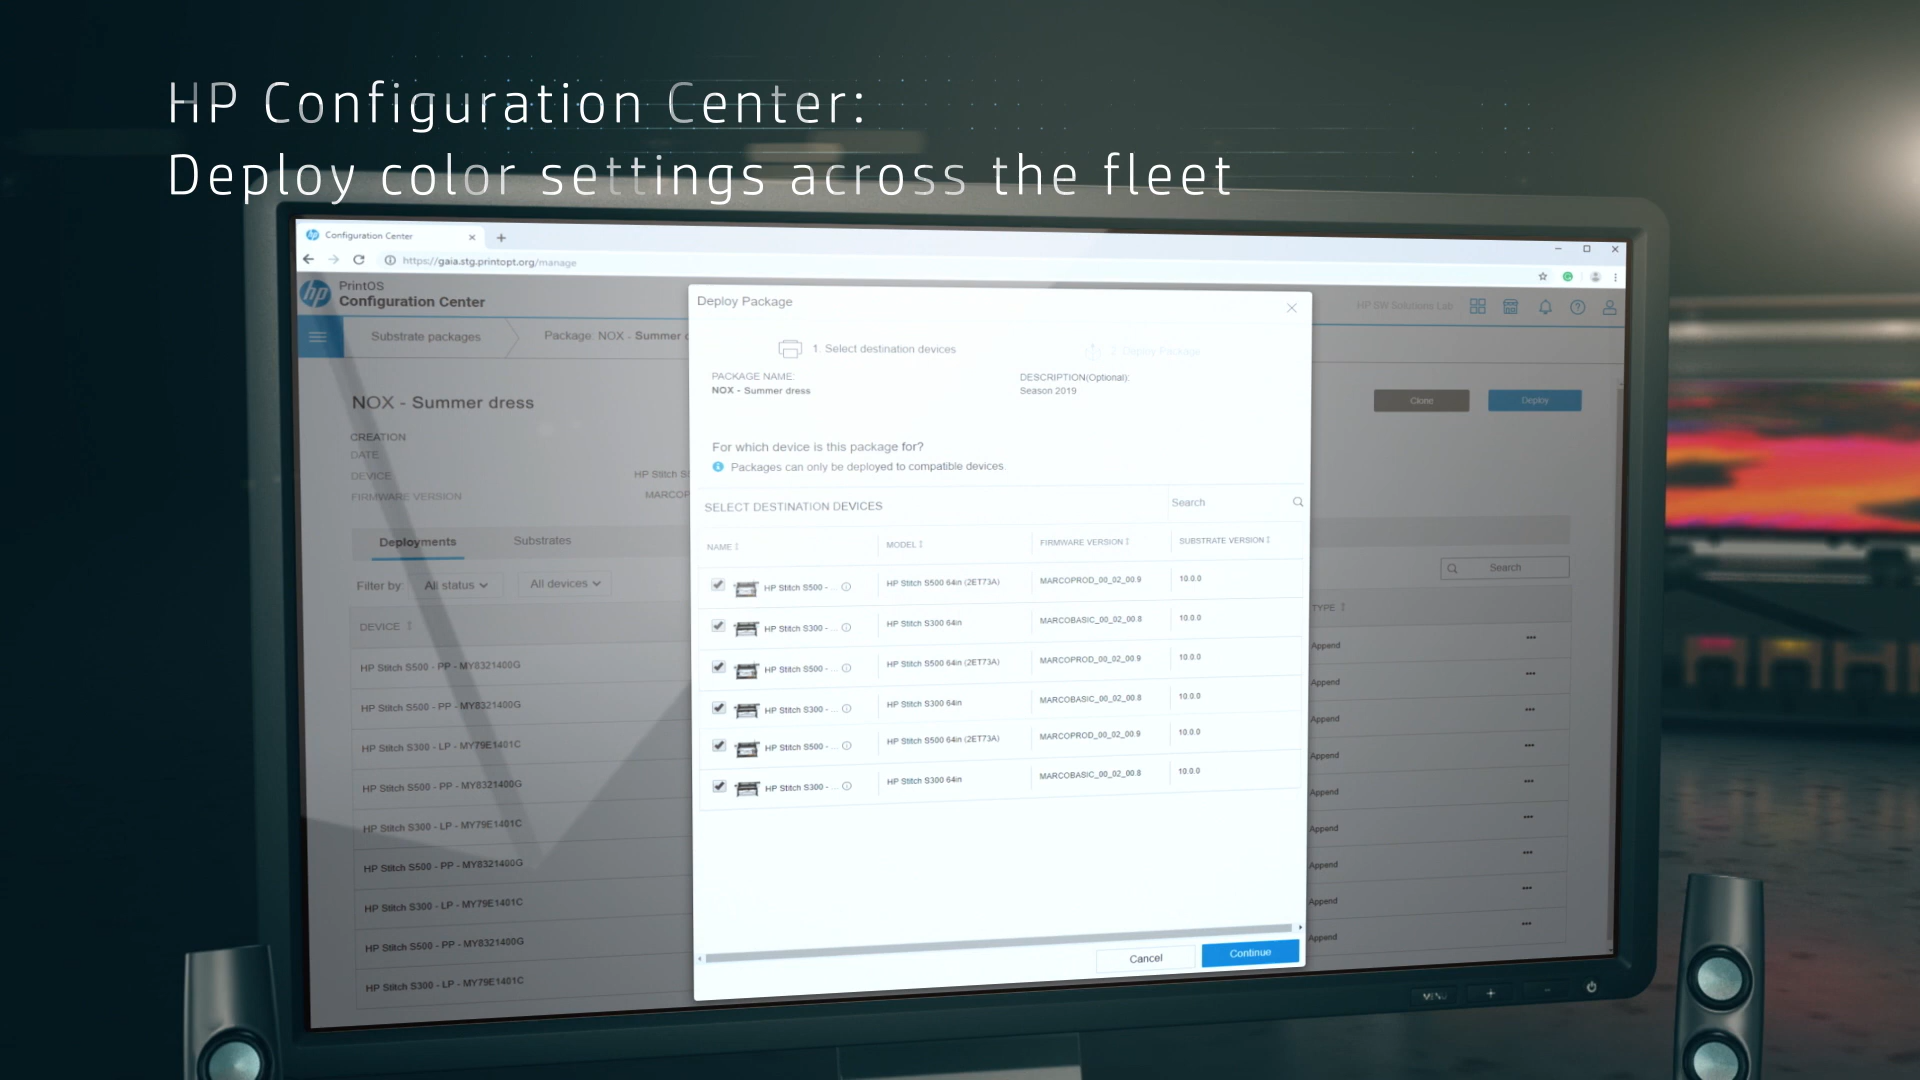 HP Configuration Center:
Deploy color settings across the fleet
Configuration Center
https://gaia.stg.printopt.org/manage
hp
PrintOS
Configuration Center
HP SW Solutions Lab
Substrate packages
Package: NOX - Summer
NOX - Summer dress
Clone
Deploy
CREATION
DATE
DEVICE
HP Stitch
FIRMWARE VERSION
Deployments
Substrates
Filter by:
All status
All devices
Search
DEVICE
TYPE
HP Stitch S500 - PP - MY8321400G
Append
HP Stitch S500 - PP - MY8321400G
Append
HP Stitch S300 - LP - MY79E1401C
Append
HP Stitch S500 - PP - MY8321400G
Append
HP Stitch S300 - LP - MY79E1401C
Append
HP Stitch S500 - PP - MY8321400G
Append
HP Stitch S300 - LP - MY79E1401C
Append
HP Stitch S500 - PP - MY8321400G
Append
HP Stitch S300 - LP - MY79E1401C
Append
Deploy Package
1. Select destination devices
2. Deploy Package
PACKAGE NAME:
NOX - Summer dress
DESCRIPTION(Optional):
Season 2019
For which device is this package for?
Packages can only be deployed to compatible devices.
SELECT DESTINATION DEVICES
Search
NAME MODEL FIRMWARE VERSION SUBSTRATE VERSION
HP Stitch S500 - ... HP Stitch S500 64in (2ET73A) MARCOPROD_00_02_00.9 10.0.0
HP Stitch S300 - ... HP Stitch S300 64in MARCOBASIC_00_02_00.8 10.0.0
HP Stitch S500 - ... HP Stitch S500 64in (2ET73A) MARCOPROD_00_02_00.9 10.0.0
HP Stitch S300 - ... HP Stitch S300 64in MARCOBASIC_00_02_00.8 10.0.0
HP Stitch S500 - ... HP Stitch S500 64in (2ET73A) MARCOPROD_00_02_00.9 10.0.0
HP Stitch S300 - ... HP Stitch S300 64in MARCOBASIC_00_02_00.8 10.0.0
Cancel
Continue
MENU